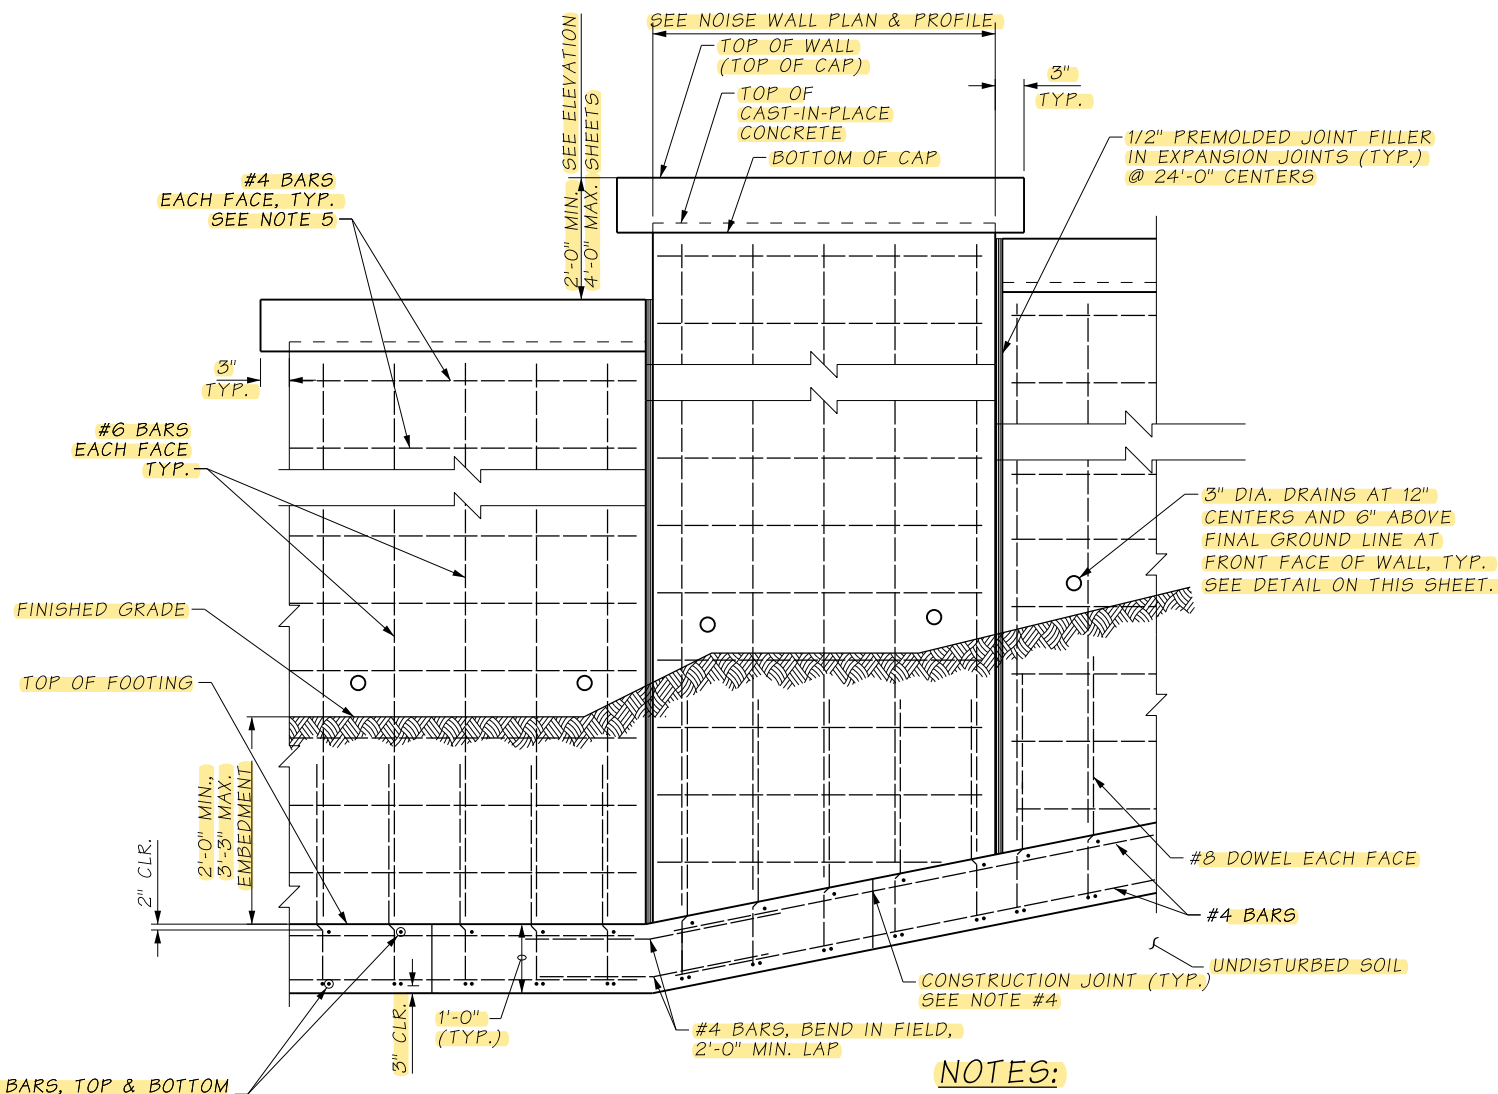 SEE NOISE WALL PLAN & PROFILE
TOP OF WALL
(TOP OF CAP)
TOP OF
CAST-IN-PLACE
CONCRETE
BOTTOM OF CAP
3"
TYP.
2'-0" MIN. SEE ELEVATION
4'-0" MAX. SHEETS
1/2" PREMOLDED JOINT FILLER
IN EXPANSION JOINTS (TYP.)
@ 24'-0" CENTERS
#4 BARS
EACH FACE, TYP.
SEE NOTE 5
3"
TYP.
#6 BARS
EACH FACE
TYP.
3" DIA. DRAINS AT 12"
CENTERS AND 6" ABOVE
FINAL GROUND LINE AT
FRONT FACE OF WALL, TYP.
SEE DETAIL ON THIS SHEET.
FINISHED GRADE
TOP OF FOOTING
2'-0" MIN.,
3'-3" MAX.
EMBEDMENT
2" CLR.
#8 DOWEL EACH FACE
#4 BARS
UNDISTURBED SOIL
CONSTRUCTION JOINT (TYP.)
SEE NOTE #4
1'-0"
(TYP.)
3" CLR.
#4 BARS, BEND IN FIELD,
2'-0" MIN. LAP
BARS, TOP & BOTTOM
NOTES: